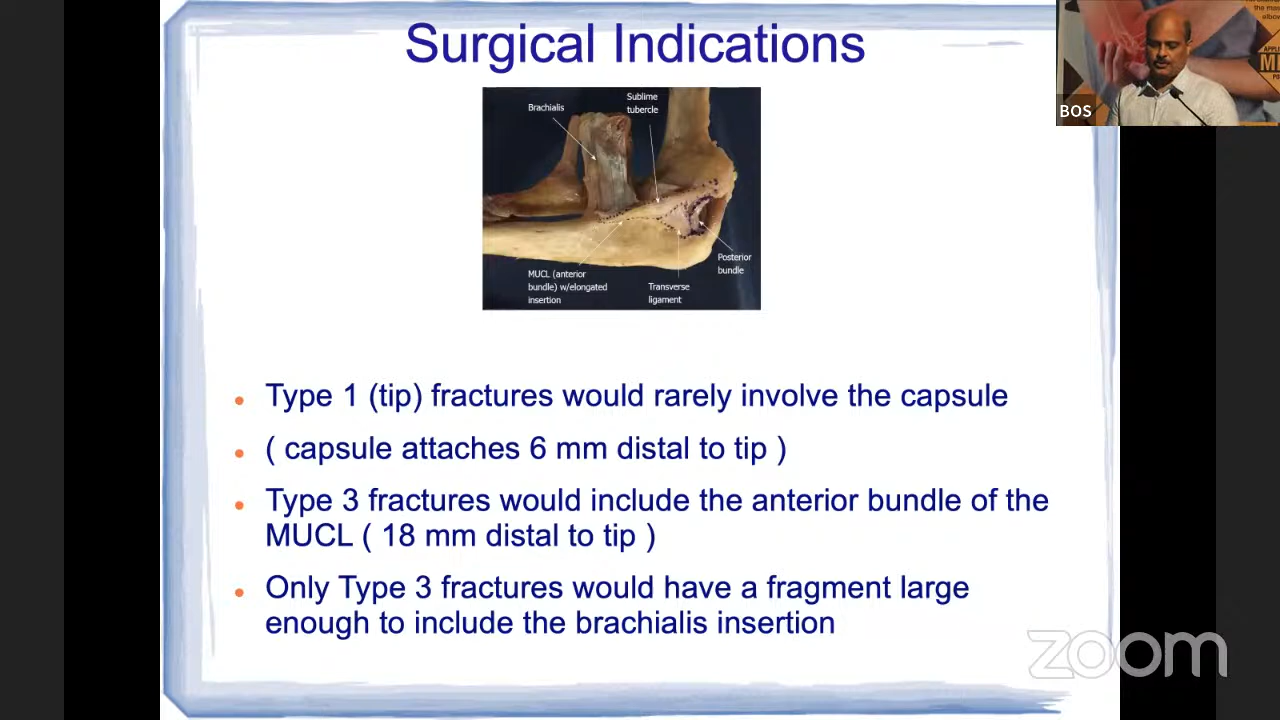 Surgical Indications
Brachialis
Sublime
tubercle
MUCL (anterior
bundle) w/elongated
insertion
Transverse
ligament
Posterior
bundle
Type 1 (tip) fractures would rarely involve the capsule
( capsule attaches 6 mm distal to tip )
Type 3 fractures would include the anterior bundle of the
MUCL ( 18 mm distal to tip )
Only Type 3 fractures would have a fragment large
enough to include the brachialis insertion
BOS
the
elbow
zoom